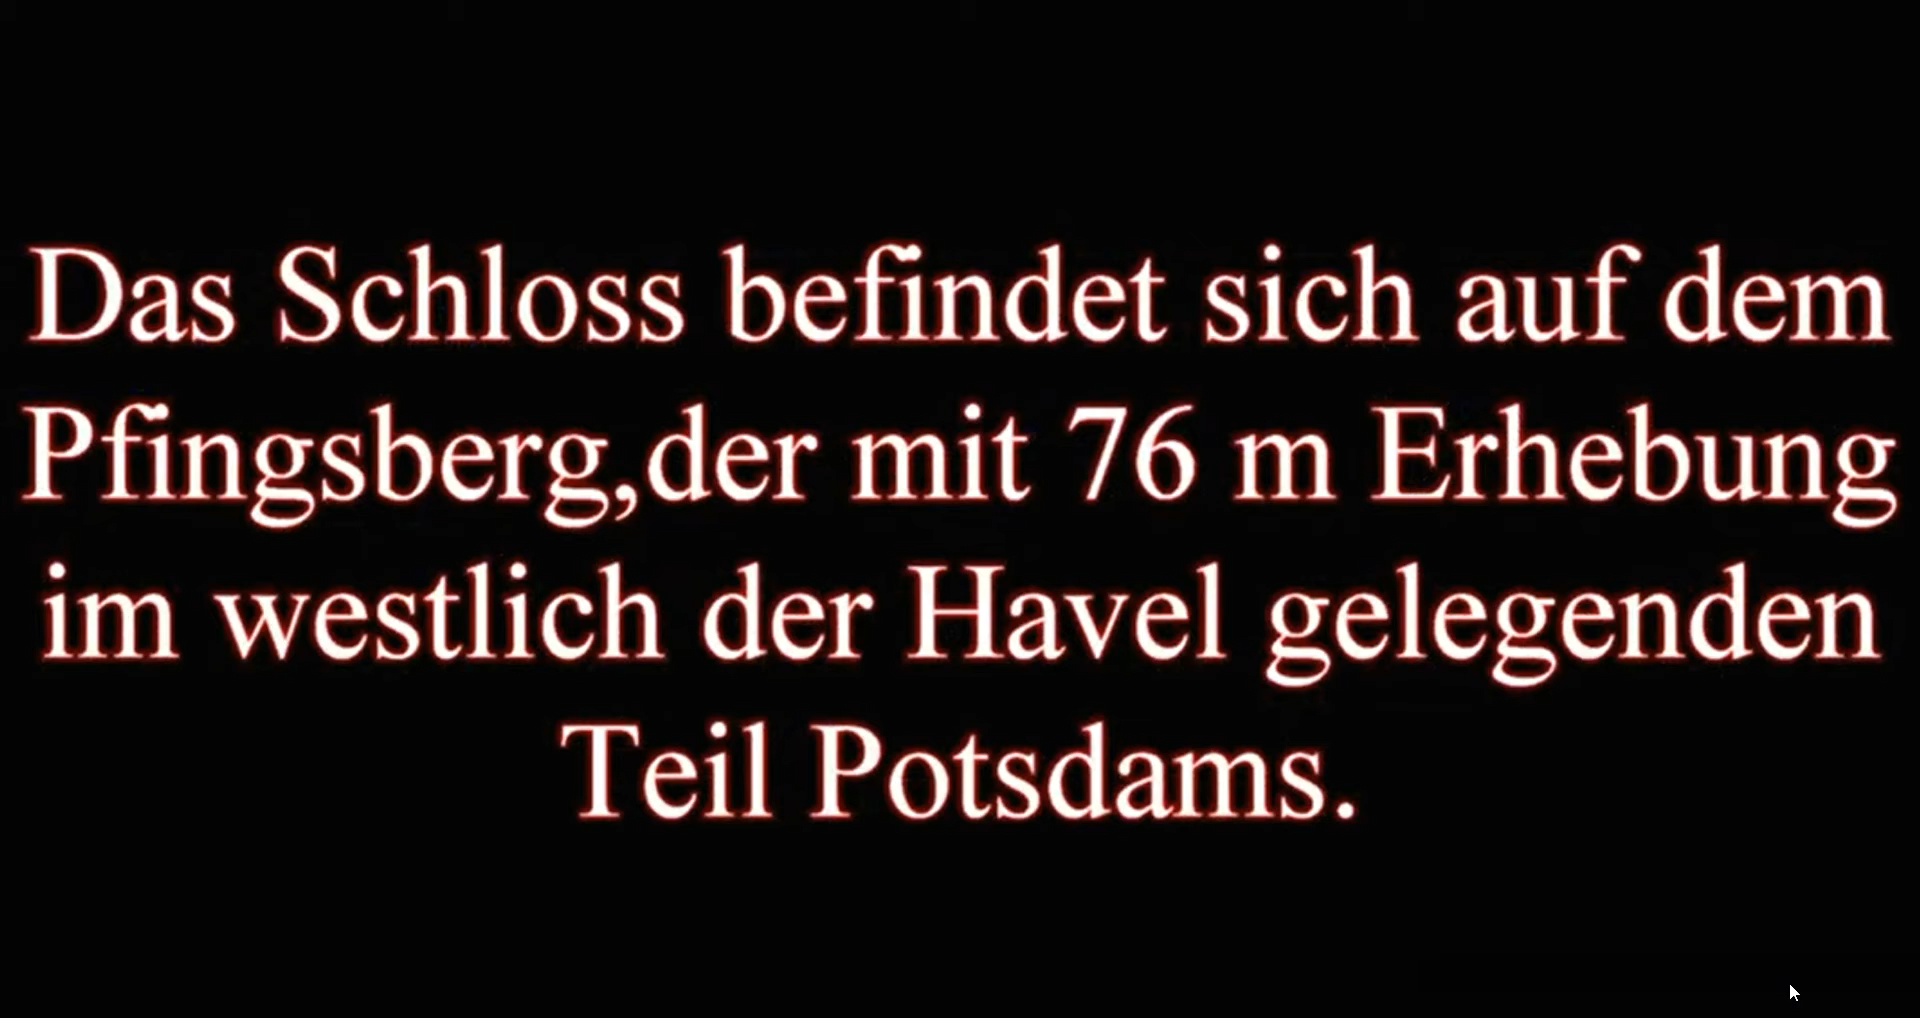 Das Schloss befindet sich auf dem
Pfingsberg,der mit 76 m Erhebung
im westlich der Havel gelegenden
Teil Potsdams.